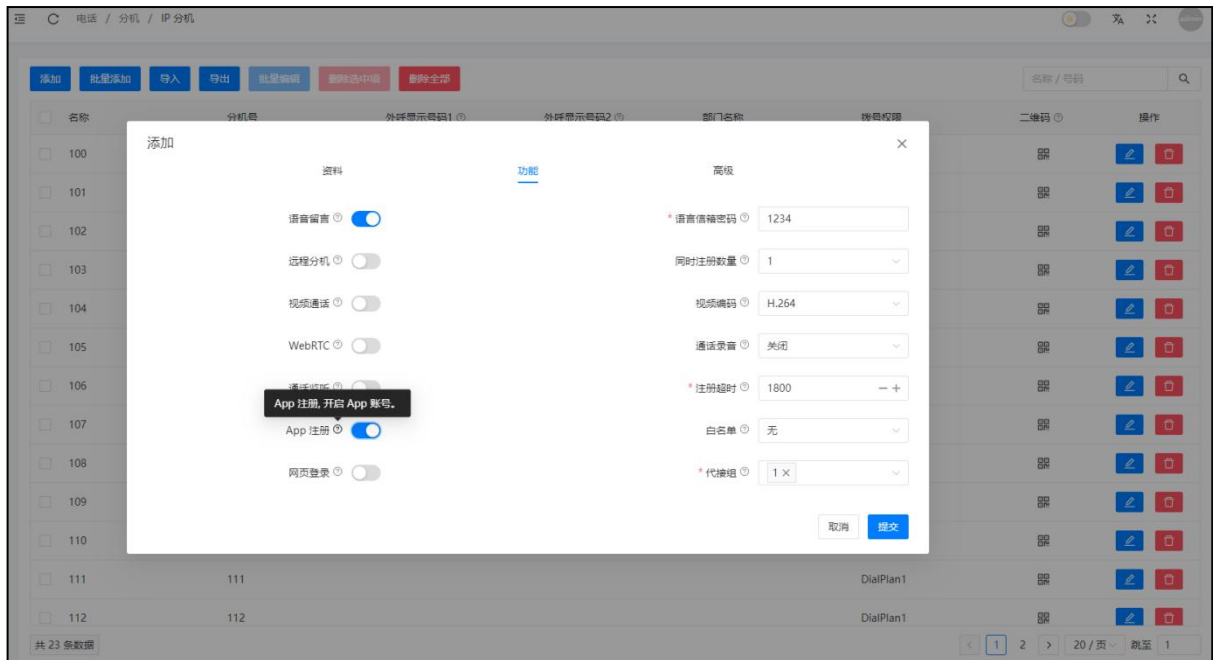 电话 / 分机 / IP 分机
添加 批量添加 导入 导出 批量编辑 删除选中项 删除全部 名称 / 号码
名称 分机号 外呼显示号码1 外呼显示号码2 部门名称 拨号权限 二维码 操作
添加
资料 功能 高级
语音留言 * 语言信箱密码 1234
远程分机 同时注册数量 1
视频通话 视频编码 H.264
WebRTC 通话录音 关闭
通话监听 * 注册超时 1800
App 注册, 开启 App 账号。
App 注册 白名单 无
网页登录 * 代接组 1
取消 提交
100
101
102
103
104
105
106
107
108
109
110
111 111 DialPlan1
112 112 DialPlan1
共 23 条数据 1 2 20 / 页 跳至 1